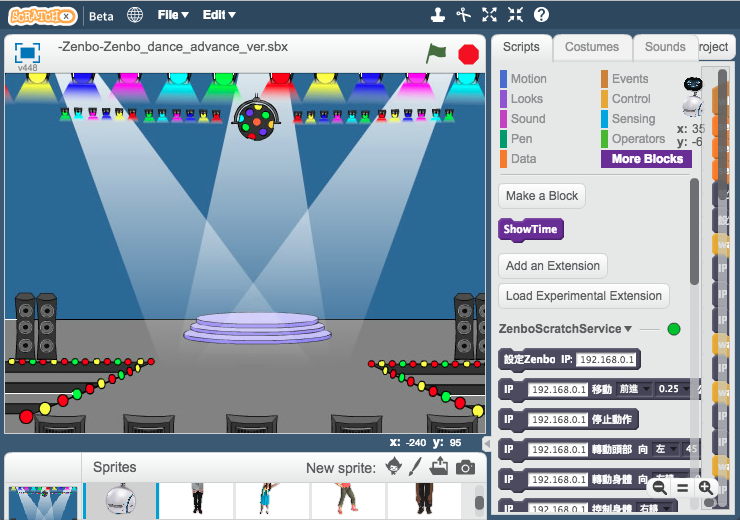 SCRATCHX Beta File Edit
v448
-Zenbo-Zenbo_dance_advance_ver.sbx
x: -240 y: 95
Sprites New sprite:
Scripts Costumes Sounds roject
Motion Events
Looks Control
Sound Sensing
Pen Operators
Data More Blocks
x: 35
y: -6
Make a Block
ShowTime
Add an Extension
Load Experimental Extension
ZenboScratchService
設定Zenbo IP: 192.168.0.1
IP 192.168.0.1 移動 前進 0.25
IP 192.168.0.1 停止動作
IP 192.168.0.1 轉動頭部 向 左 45
IP 192.168.0.1 轉動身體 向
IP 192.168.0.1 控制身體 右轉